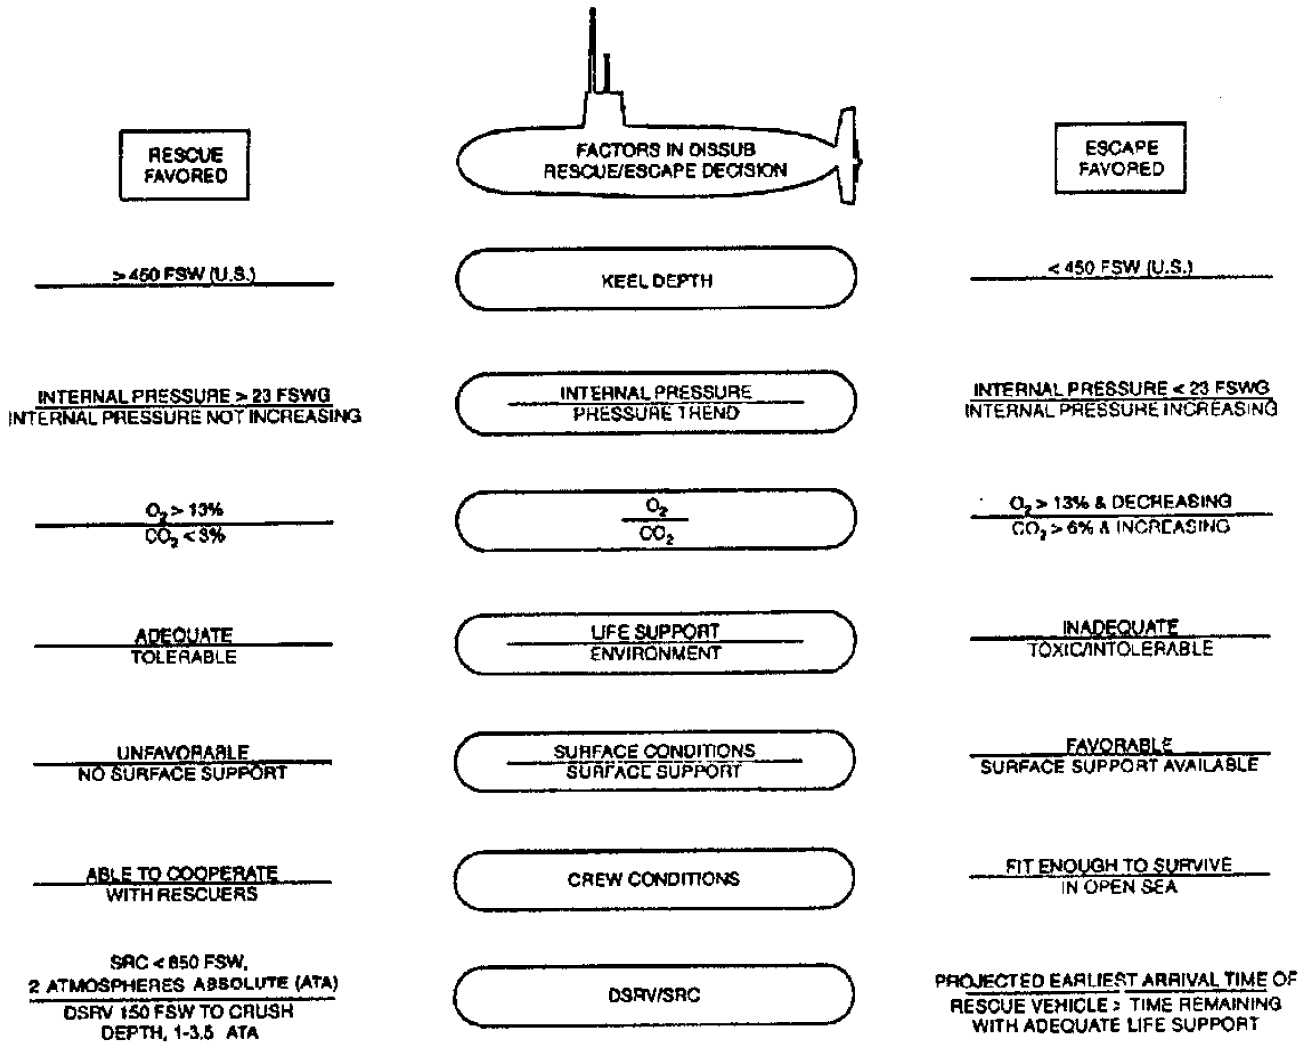 RESCUE
FAVORED
FACTORS IN DISSUB
RESCUE/ESCAPE DECISION
ESCAPE
FAVORED
> 450 FSW (U.S.)
KEEL DEPTH
< 450 FSW (U.S.)
INTERNAL PRESSURE > 23 FSWG
INTERNAL PRESSURE NOT INCREASING
INTERNAL PRESSURE
PRESSURE TREND
INTERNAL PRESSURE < 23 FSWG
INTERNAL PRESSURE INCREASING
O₂ > 13%
CO₂ < 3%
O₂
CO₂
O₂ > 13% & DECREASING
CO₂ > 6% & INCREASING
ADEQUATE
TOLERABLE
LIFE SUPPORT
ENVIRONMENT
INADEQUATE
TOXIC/INTOLERABLE
UNFAVORABLE
NO SURFACE SUPPORT
SURFACE CONDITIONS
SURFACE SUPPORT
FAVORABLE
SURFACE SUPPORT AVAILABLE
ABLE TO COOPERATE
WITH RESCUERS
CREW CONDITIONS
FIT ENOUGH TO SURVIVE
IN OPEN SEA
SRC < 850 FSW,
2 ATMOSPHERES ABSOLUTE (ATA)
DSRV 150 FSW TO CRUSH
DEPTH, 1-3.5 ATA
DSRV/SRC
PROJECTED EARLIEST ARRIVAL TIME OF
RESCUE VEHICLE > TIME REMAINING
WITH ADEQUATE LIFE SUPPORT